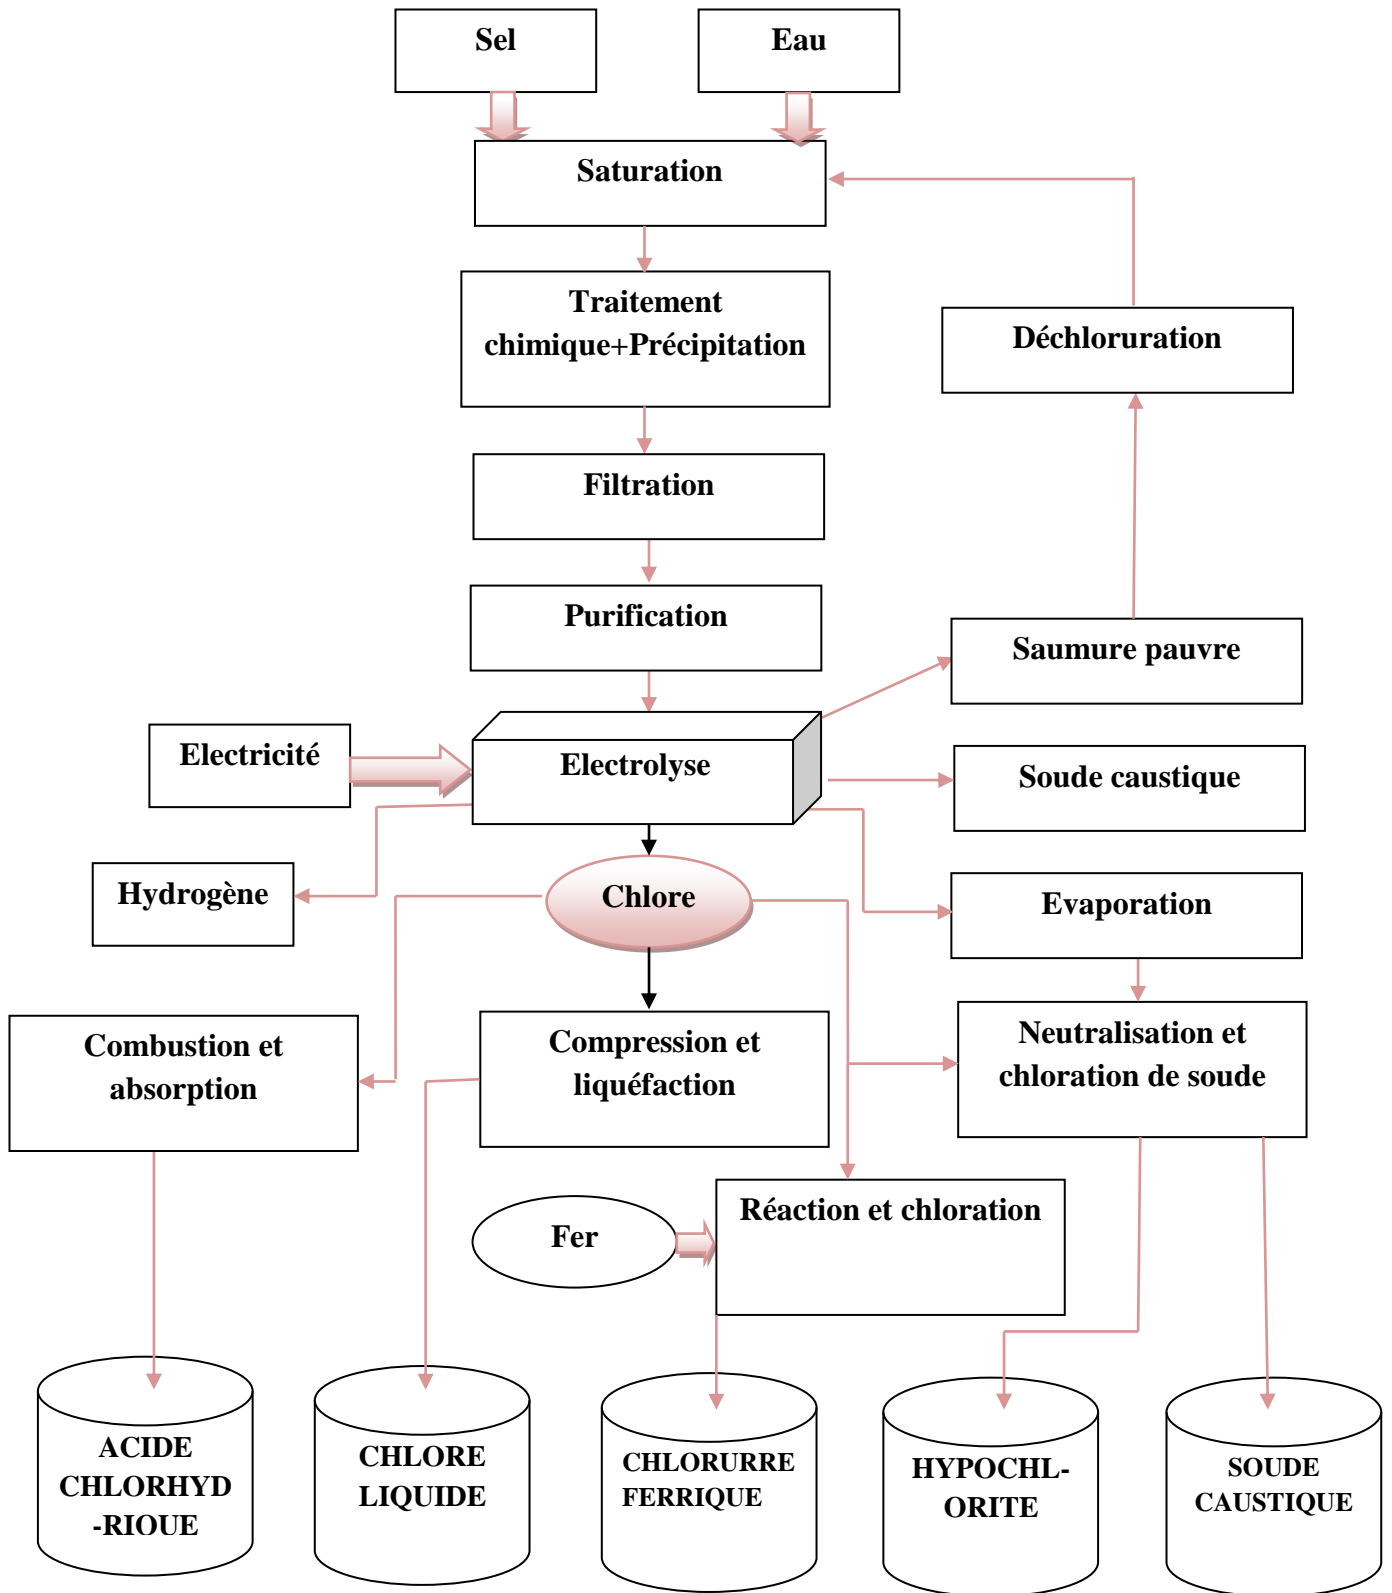 Sel
Eau
Saturation
Traitement
chimique+Précipitation
Déchloruration
Filtration
Purification
Saumure pauvre
Electricité
Electrolyse
Soude caustique
Hydrogène
Chlore
Evaporation
Combustion et
absorption
Compression et
liquéfaction
Neutralisation et
chloration de soude
Réaction et chloration
Fer
ACIDE
CHLORHYD
-RIQUE
CHLORE
LIQUIDE
CHLORURRE
FERRIQUE
HYPOCHL-
ORITE
SOUDE
CAUSTIQUE